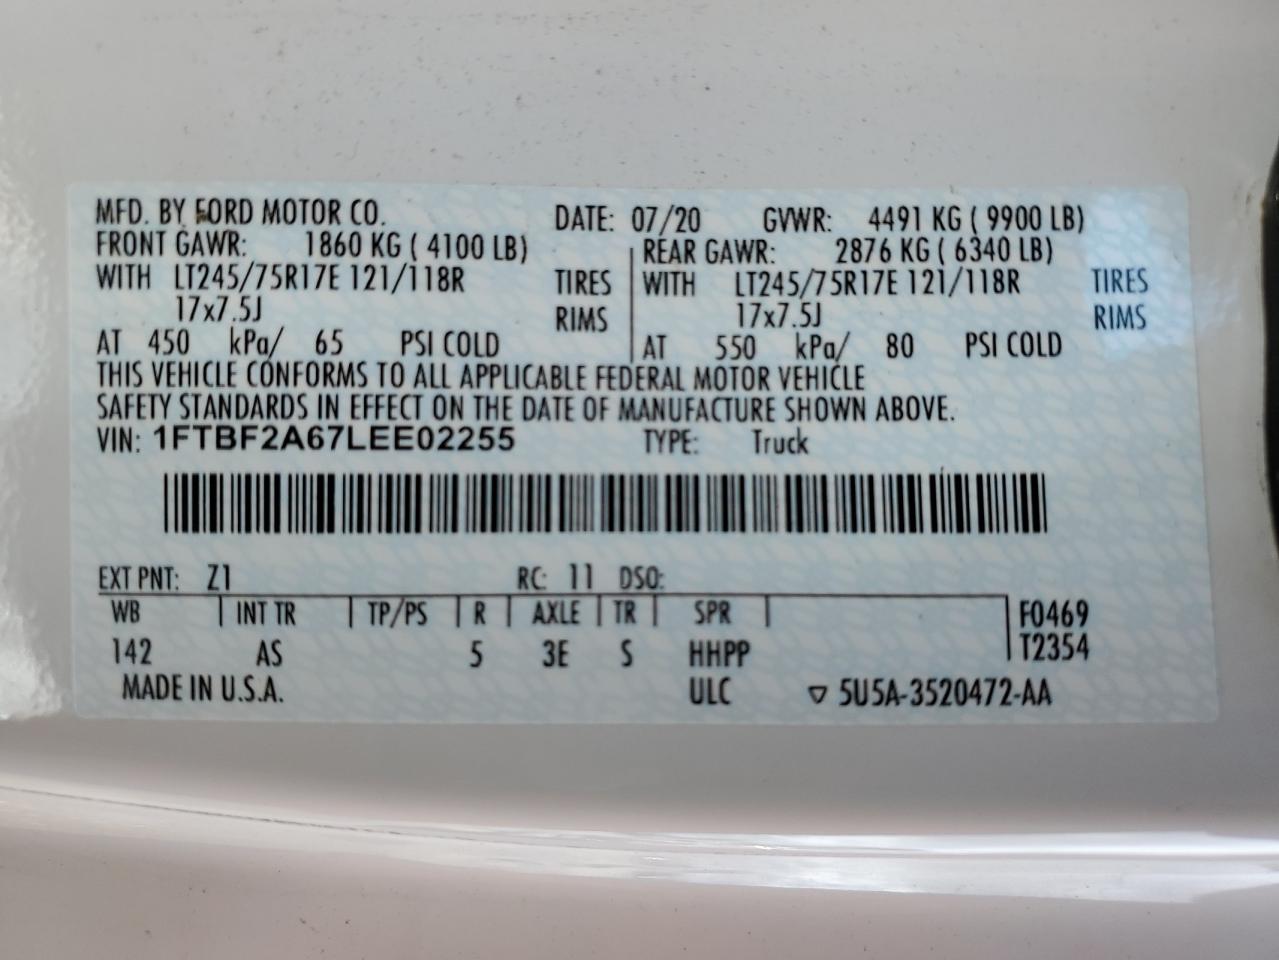 MFD. BY FORD MOTOR CO. DATE: 07/20 GVWR: 4491 KG ( 9900 LB)
FRONT GAWR: 1860 KG ( 4100 LB) REAR GAWR: 2876 KG ( 6340 LB)
WITH LT245/75R17E 121/118R TIRES WITH LT245/75R17E 121/118R TIRES
17x7.5J RIMS 17x7.5J RIMS
AT 450 kPa/ 65 PSI COLD AT 550 kPa/ 80 PSI COLD
THIS VEHICLE CONFORMS TO ALL APPLICABLE FEDERAL MOTOR VEHICLE
SAFETY STANDARDS IN EFFECT ON THE DATE OF MANUFACTURE SHOWN ABOVE.
VIN: 1FTBF2A67LEE02255 TYPE: Truck
EXT PNT: Z1 RC: 11 DSO:
WB | INT TR | TP/PS | R | AXLE | TR | SPR | F0469
142 AS 5 3E S HHPP T2354
MADE IN U.S.A. ULC ▽ 5U5A-3520472-AA